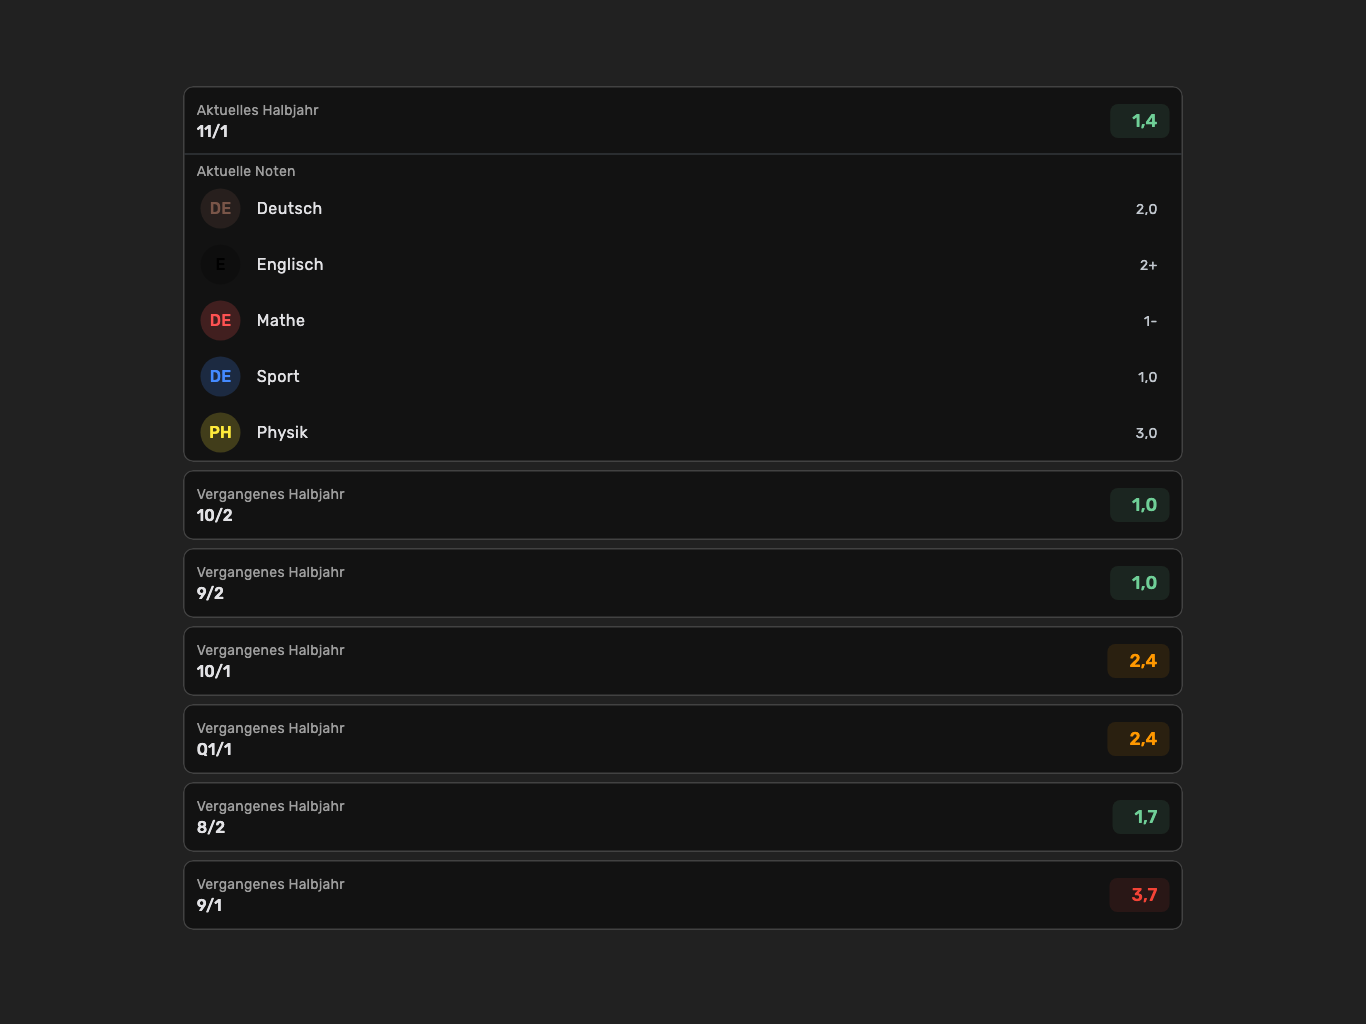 Aktuelles Halbjahr
11/1
1,4
Aktuelle Noten
DE Deutsch 2,0
E Englisch 2+
DE Mathe 1-
DE Sport 1,0
PH Physik 3,0
Vergangenes Halbjahr
10/2
1,0
Vergangenes Halbjahr
9/2
1,0
Vergangenes Halbjahr
10/1
2,4
Vergangenes Halbjahr
Q1/1
2,4
Vergangenes Halbjahr
8/2
1,7
Vergangenes Halbjahr
9/1
3,7